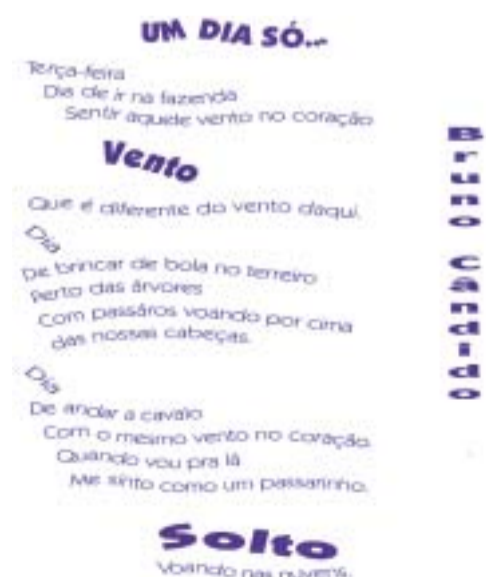 UM DIA SÓ...
Terça-feira
Dia de ir na fazenda
Sentir aquele vento no coração
Vento
Que é diferente do vento daqui.
Dia
De brincar de bola no terreiro
Perto das árvores
Com passáros voando por cima
das nossas cabeças.
Dia
De andar a cavalo
Com o mesmo vento no coração.
Quando vou pra lá
Me sinto como um passarinho.
Solto
Voando nas nuvens.
Bruno Candido